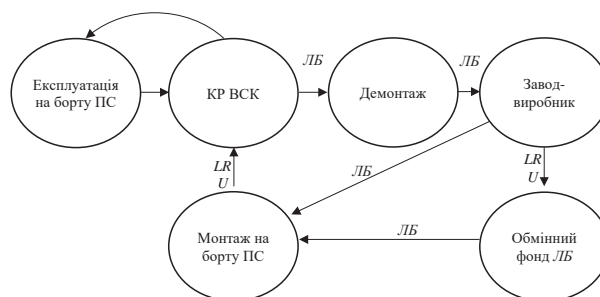 ЛБ
ЛБ
Експлуатація
на борту ПС
КР ВСК
Демонтаж
Завод-
виробник
LR
U
ЛБ
LR
U
Монтаж на
борту ПС
ЛБ
Обмінний
фонд ЛБ